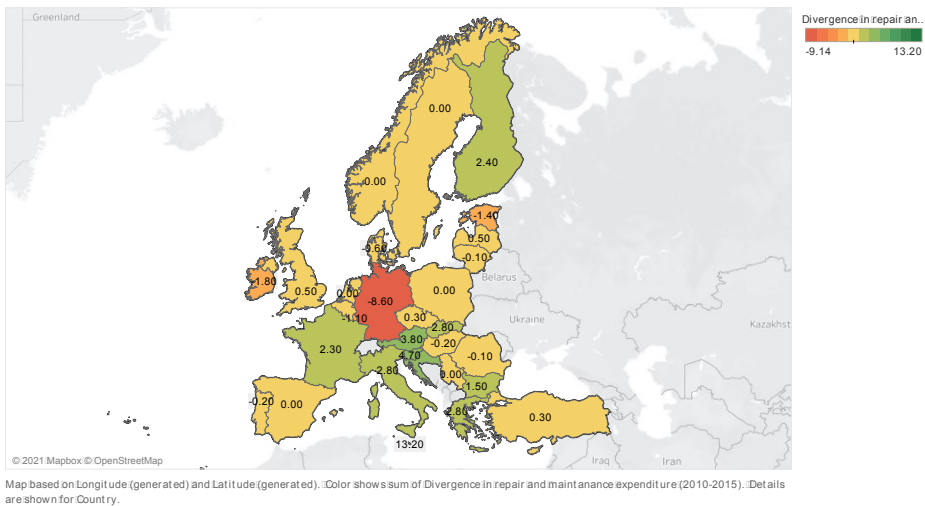 Greenland
Divergence in repair an..
-9.14 13.20
0.00
0.00
2.40
-1.40
0.50
-0.60
-0.10
Belarus
-1.80
0.50
0.00
-8.60
0.00
Ukraine
Kazakhst
-1.10
0.30
2.80
2.30
3.80
-0.20
4.70
-0.10
2.80
0.00
1.50
-0.20
0.00
2.80
0.30
13.20
© 2021 Mapbox © OpenStreetMap
Iraq
Iran
Map based on Longitude (generated) and Latitude (generated). Color shows sum of Divergence in repair and maintanance expenditure (2010-2015). Details
are shown for Country.